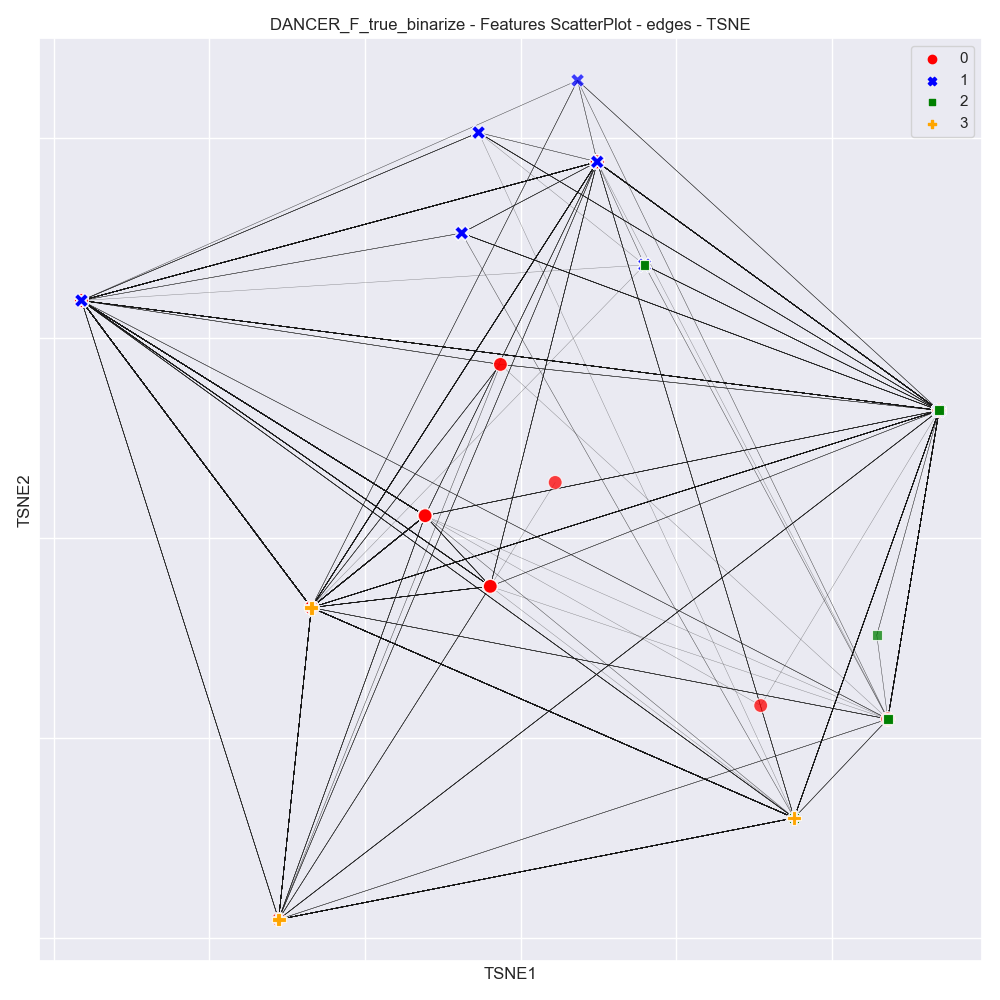 DANCER_F_true_binarize - Features ScatterPlot - edges - TSNE
0
1
2
3
TSNE2
TSNE1